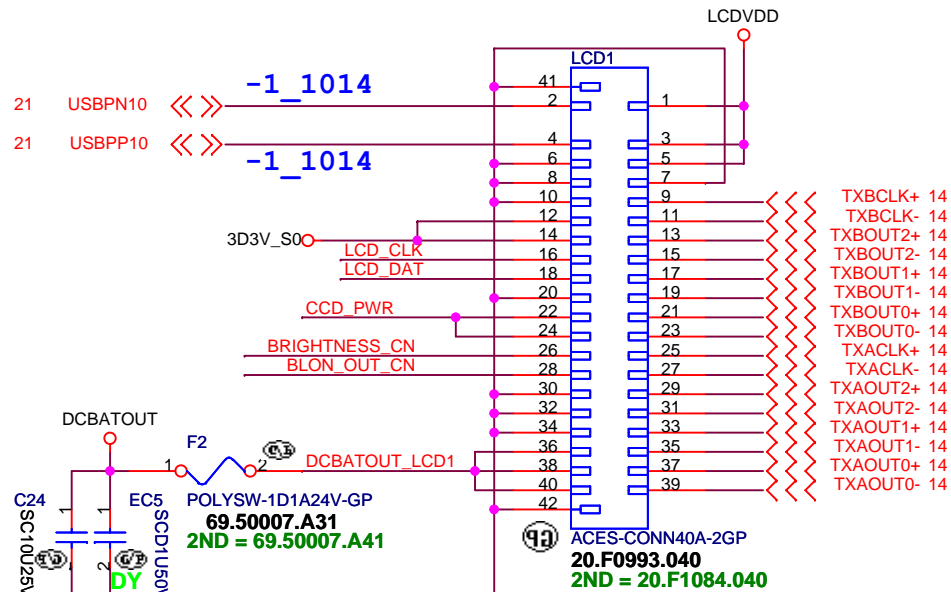 LCDVDD
LCD1
-1_1014
21 USBPN10
21 USBPP10
-1_1014
41
2
4
6
8
10
12
14
16
18
20
22
24
26
28
30
32
34
36
38
40
42
1
3
5
7
9 TXBCLK+ 14
11 TXBCLK- 14
13 TXBOUT2+ 14
15 TXBOUT2- 14
17 TXBOUT1+ 14
19 TXBOUT1- 14
21 TXBOUT0+ 14
23 TXBOUT0- 14
25 TXACLK+ 14
27 TXACLK- 14
29 TXAOUT2+ 14
31 TXAOUT2- 14
33 TXAOUT1+ 14
35 TXAOUT1- 14
37 TXAOUT0+ 14
39 TXAOUT0- 14
3D3V_S0
LCD_CLK
LCD_DAT
CCD_PWR
BRIGHTNESS_CN
BLON_OUT_CN
DCBATOUT
F2
1
2
DCBATOUT_LCD1
POLYSW-1D1A24V-GP
69.50007.A31
2ND = 69.50007.A41
C24
1
SC10U25V
EC5
1
2
SCD1U50V
DY
ACES-CONN40A-2GP
20.F0993.040
2ND = 20.F1084.040